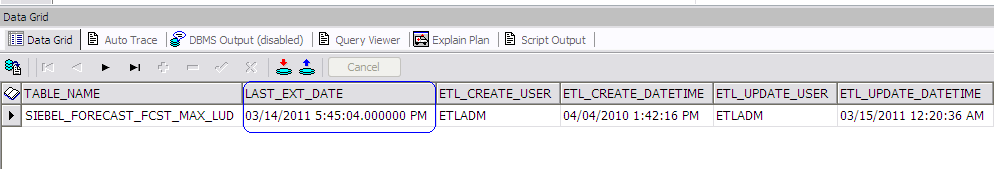 Data Grid
Data Grid Auto Trace DBMS Output (disabled) Query Viewer Explain Plan Script Output
Cancel
TABLE_NAME LAST_EXT_DATE ETL_CREATE_USER ETL_CREATE_DATETIME ETL_UPDATE_USER ETL_UPDATE_DATETIME
SIEBEL_FORECAST_FCST_MAX_LUD 03/14/2011 5:45:04.000000 PM ETLADM 04/04/2010 1:42:16 PM ETLADM 03/15/2011 12:20:36 AM